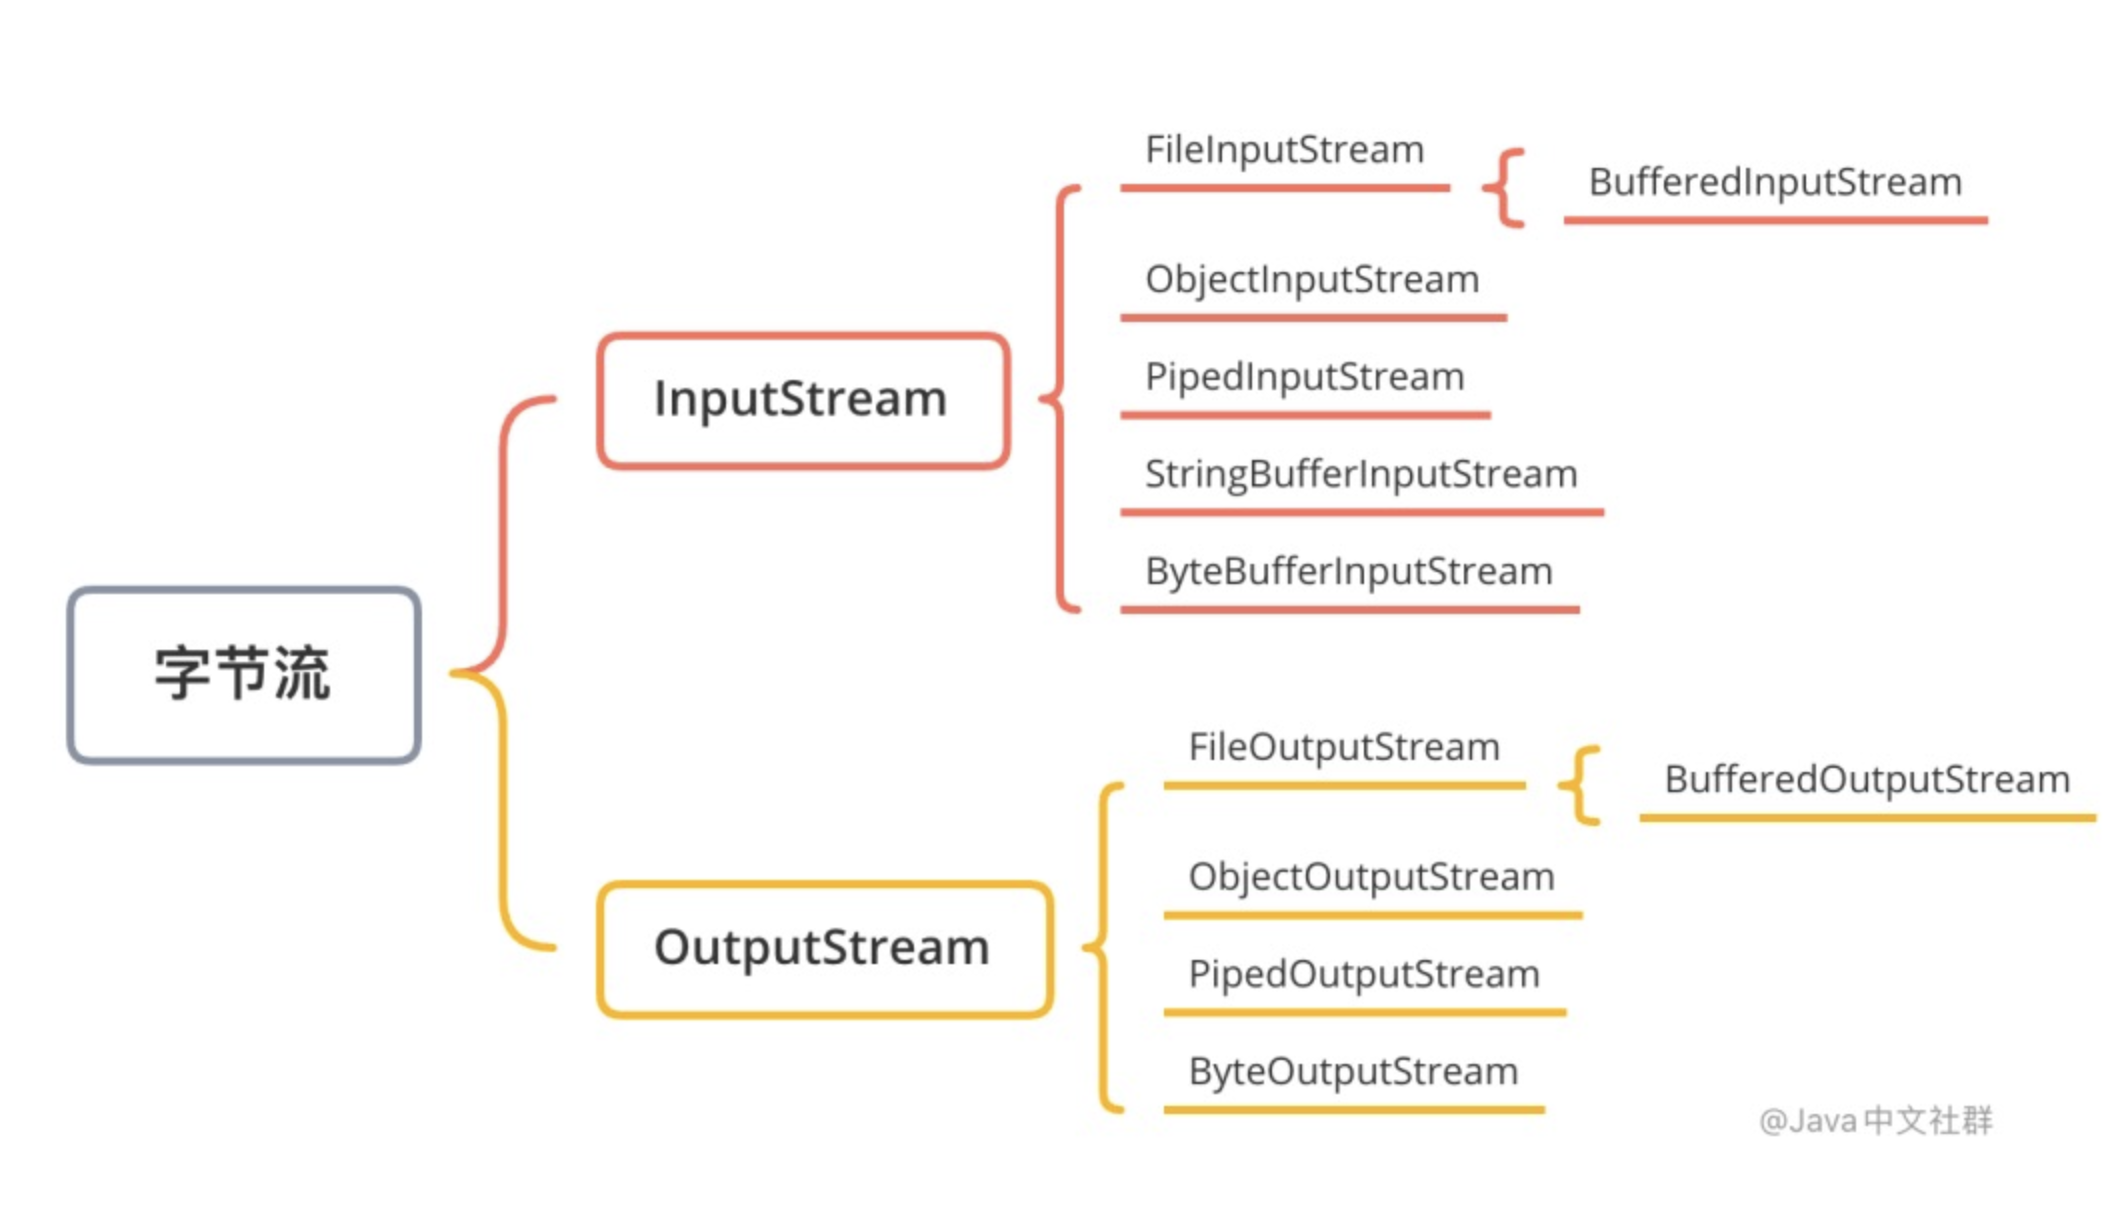 字节流
InputStream
FileInputStream
BufferedInputStream
ObjectInputStream
PipedInputStream
StringBufferInputStream
ByteBufferInputStream
OutputStream
FileOutputStream
BufferedOutputStream
ObjectOutputStream
PipedOutputStream
ByteOutputStream
@Java中文社群